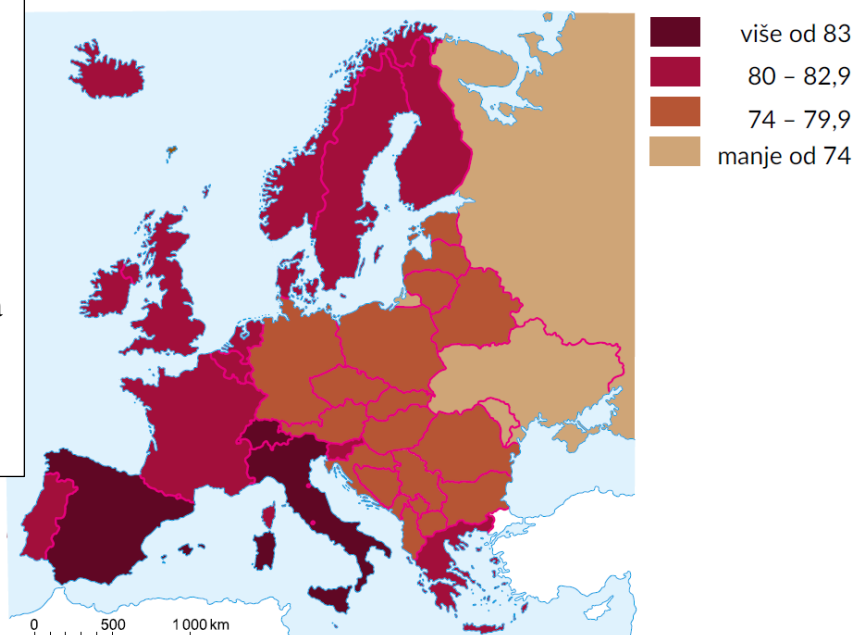 više od 83
80 – 82,9
74 – 79,9
manje od 74
0 500 1 000 km